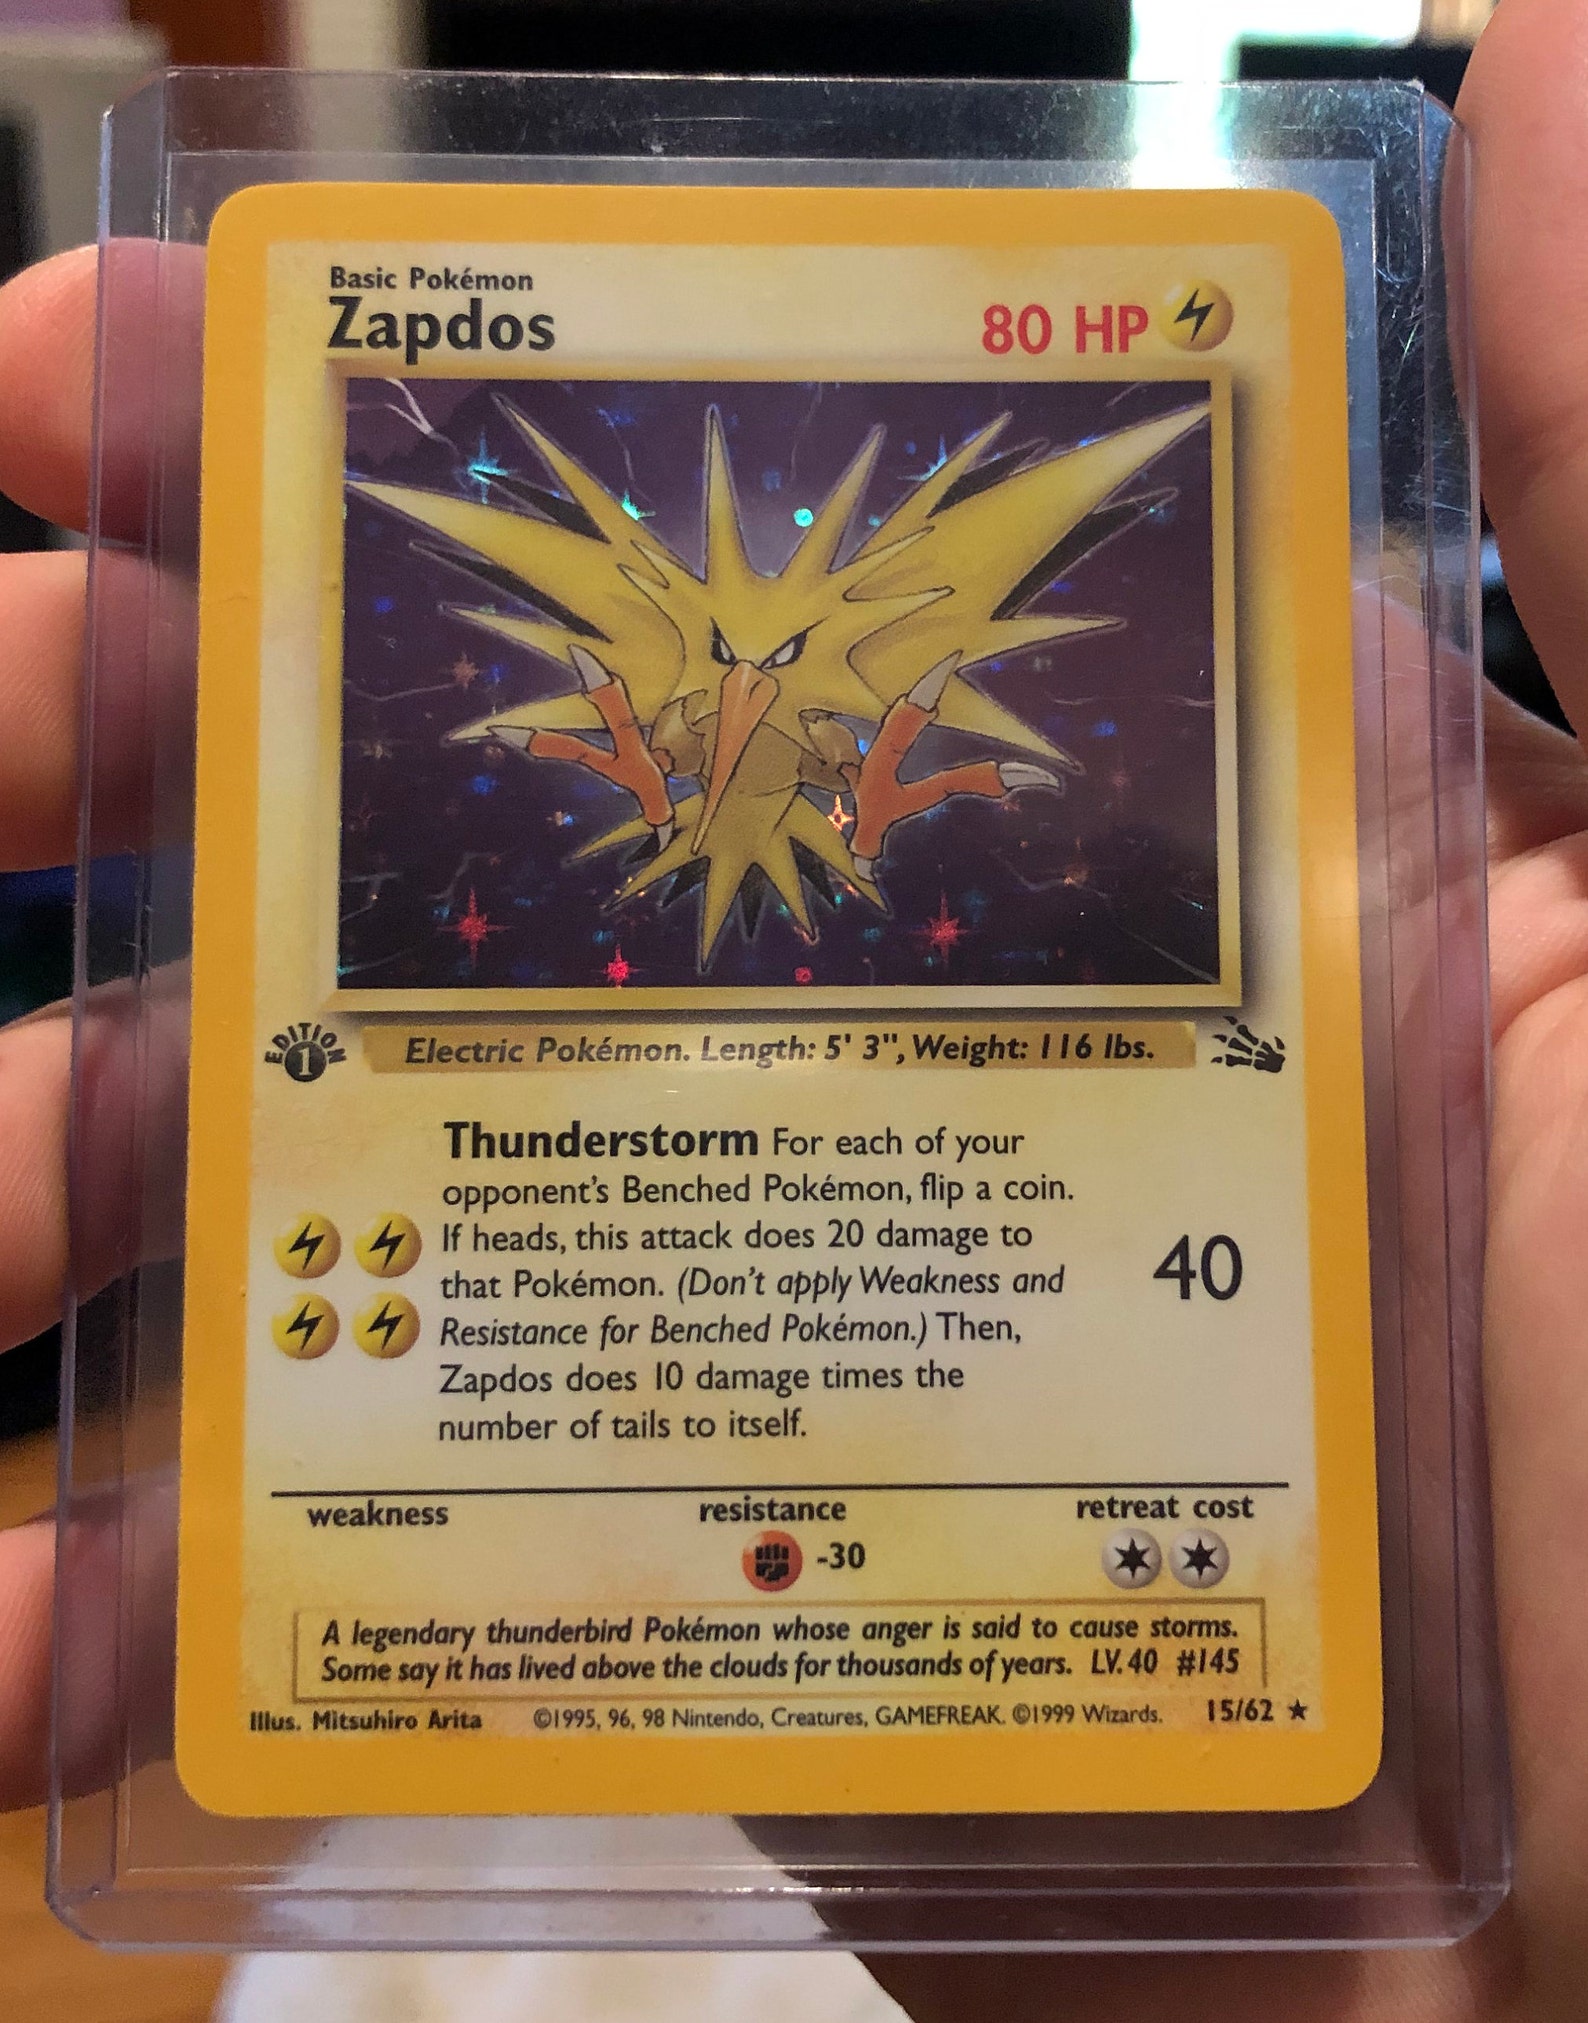 Basic Pokémon
Zapdos
80 HP
EDITION
1
Electric Pokémon. Length: 5' 3", Weight: 116 lbs.
Thunderstorm For each of your
opponent's Benched Pokémon, flip a coin.
If heads, this attack does 20 damage to
that Pokémon. (Don't apply Weakness and
Resistance for Benched Pokémon.) Then,
Zapdos does 10 damage times the
number of tails to itself.
40
weakness resistance retreat cost
-30
A legendary thunderbird Pokémon whose anger is said to cause storms.
Some say it has lived above the clouds for thousands of years. LV. 40 #145
Illus. Mitsuhiro Arita ©1995, 96, 98 Nintendo, Creatures, GAMEFREAK. ©1999 Wizards. 15/62 ★